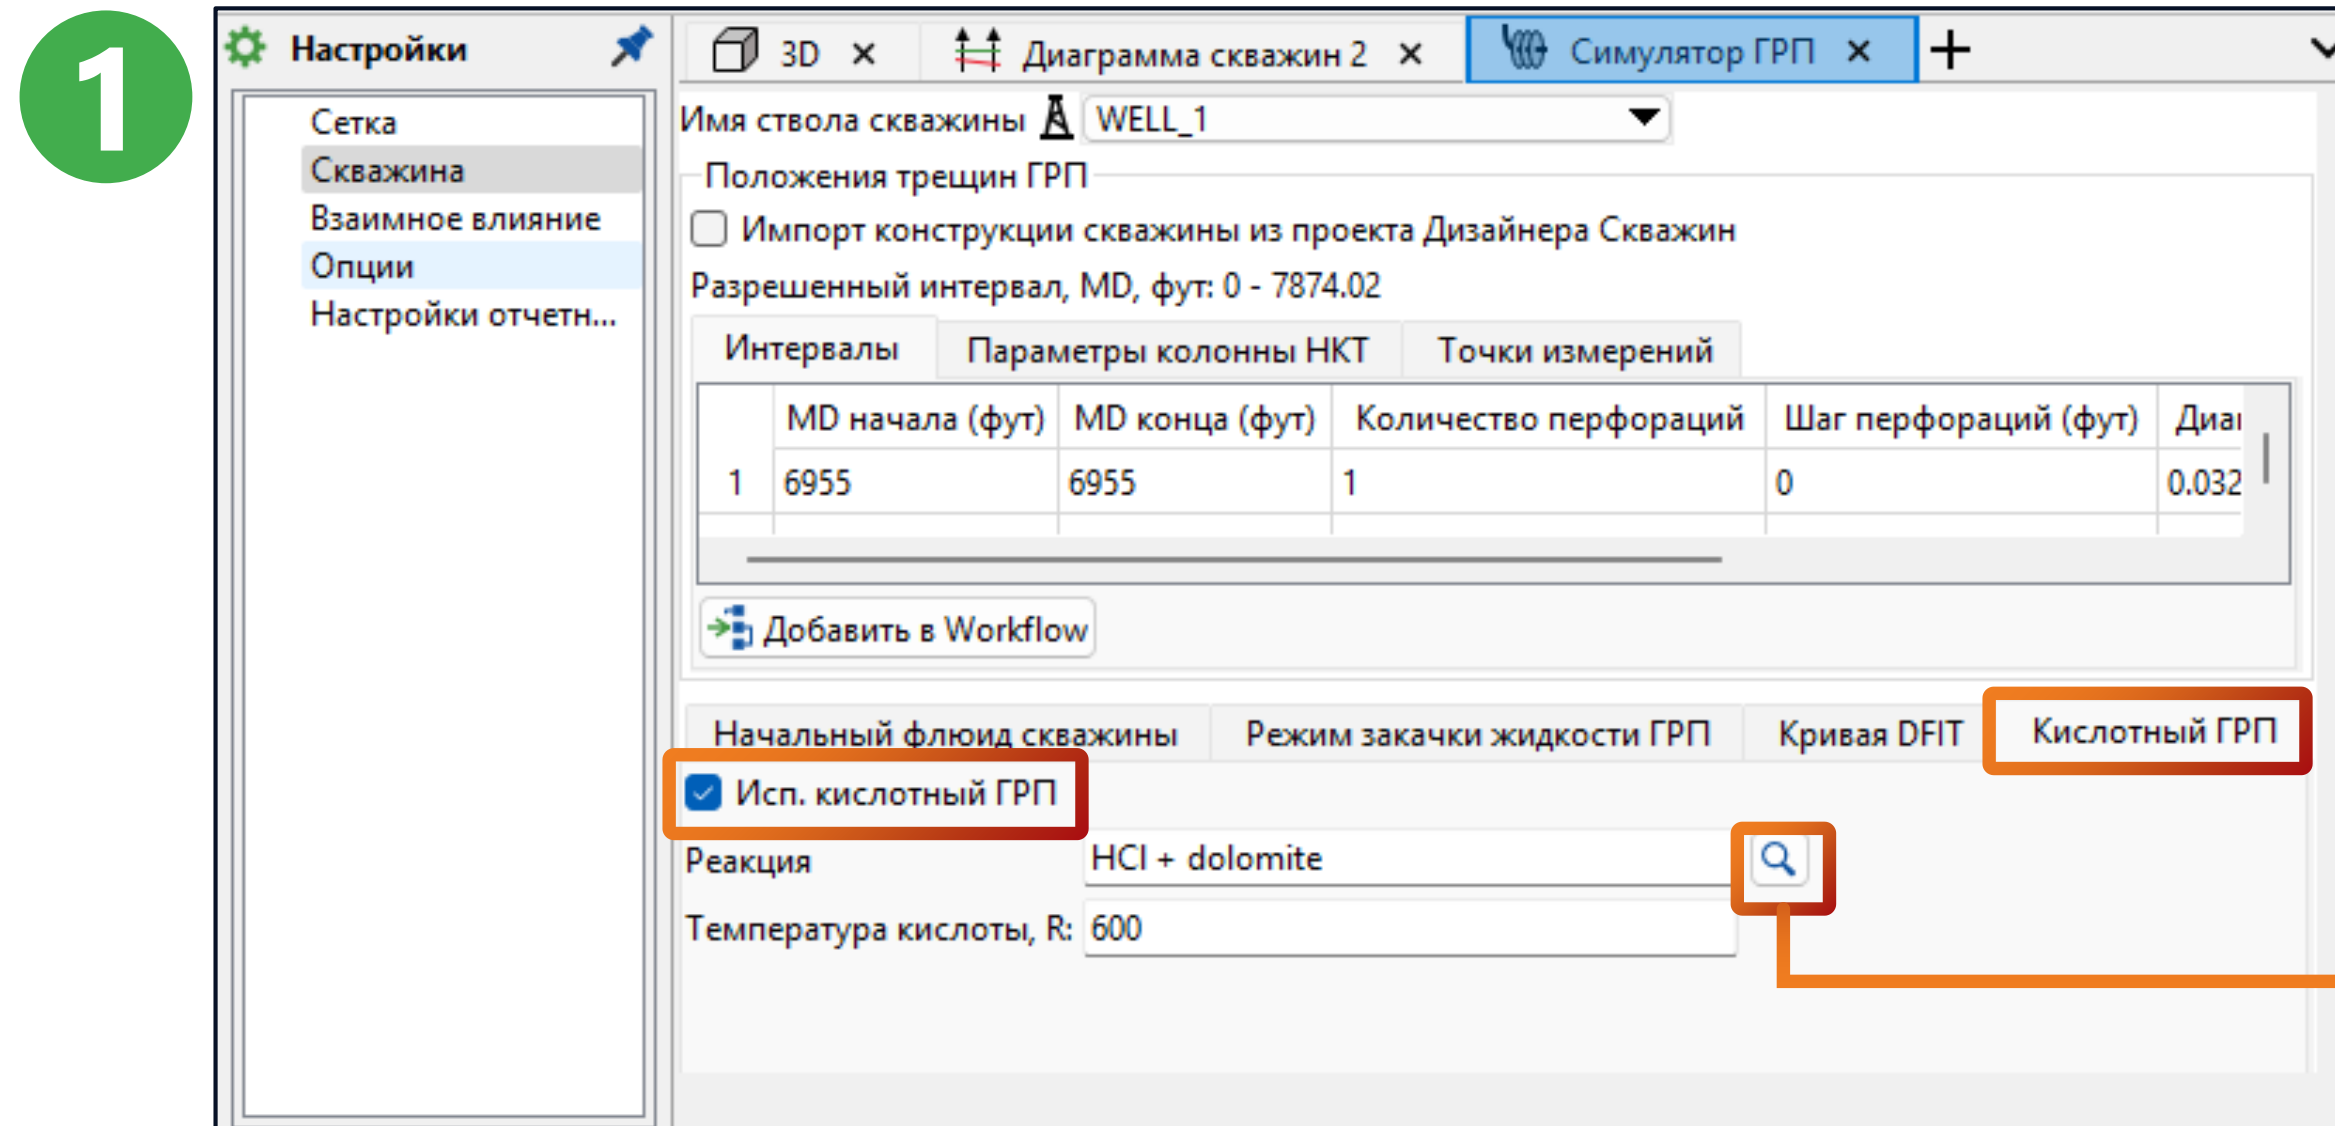 1
Настройки
3D
Диаграмма скважин 2
Симулятор ГРП
Сетка
Скважина
Взаимное влияние
Опции
Настройки отчетн...
Имя ствола скважины WELL_1
Положения трещин ГРП
Импорт конструкции скважины из проекта Дизайнера Скважин
Разрешенный интервал, MD, фут: 0 - 7874.02
Интервалы Параметры колонны НКТ Точки измерений
MD начала (фут) MD конца (фут) Количество перфораций Шаг перфораций (фут)
1 6955 6955 1 0 0.032
Добавить в Workflow
Начальный флюид скважины Режим закачки жидкости ГРП Кривая DFIT Кислотный ГРП
Исп. кислотный ГРП
Реакция HCl + dolomite
Температура кислоты, R: 600